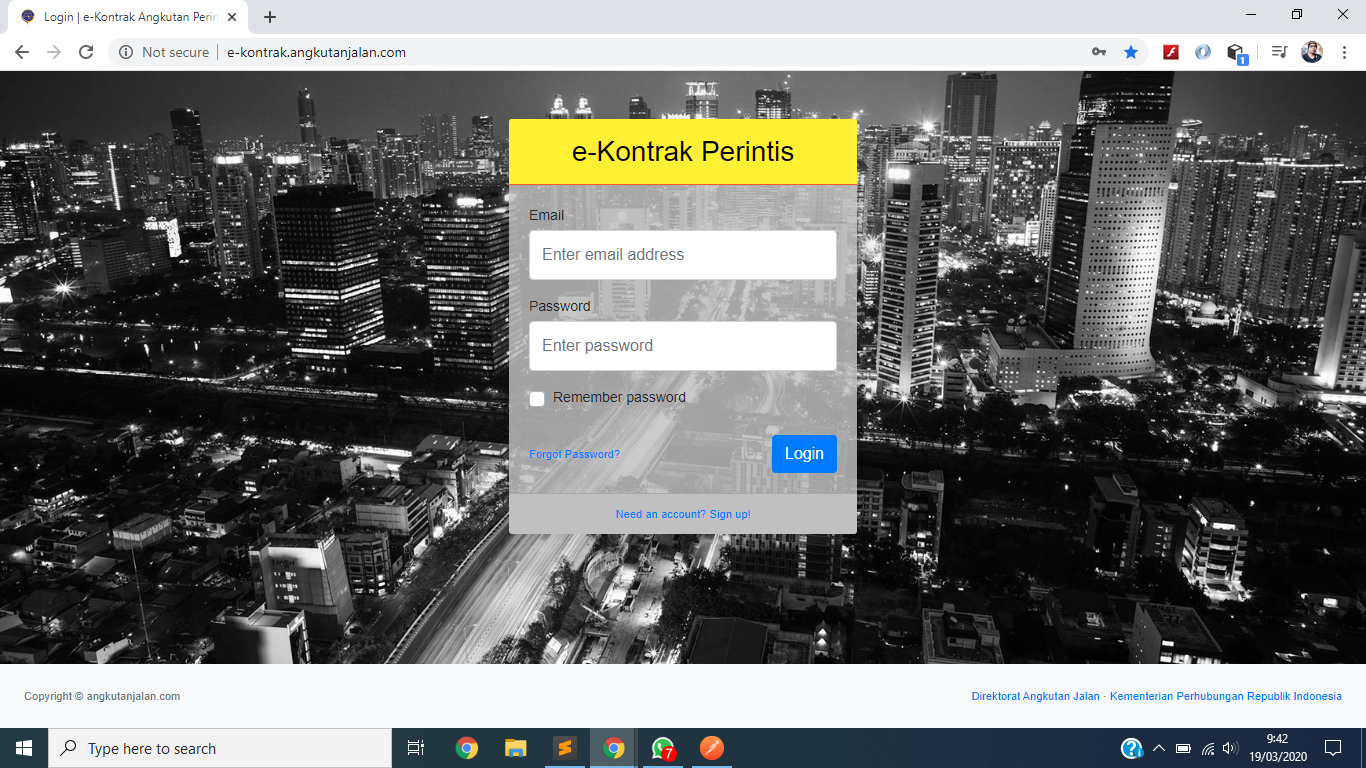 Login | e-Kontrak Angkutan Perin
Not secure
e-kontrak.angkutanjalan.com
1
e-Kontrak Perintis
Email
Enter email address
Password
Enter password
Remember password
Forgot Password?
Login
Need an account? Sign up!
Copyright © angkutanjalan.com
Direktorat Angkutan Jalan - Kementerian Perhubungan Republik Indonesia
Type here to search
7
9:42
19/03/2020